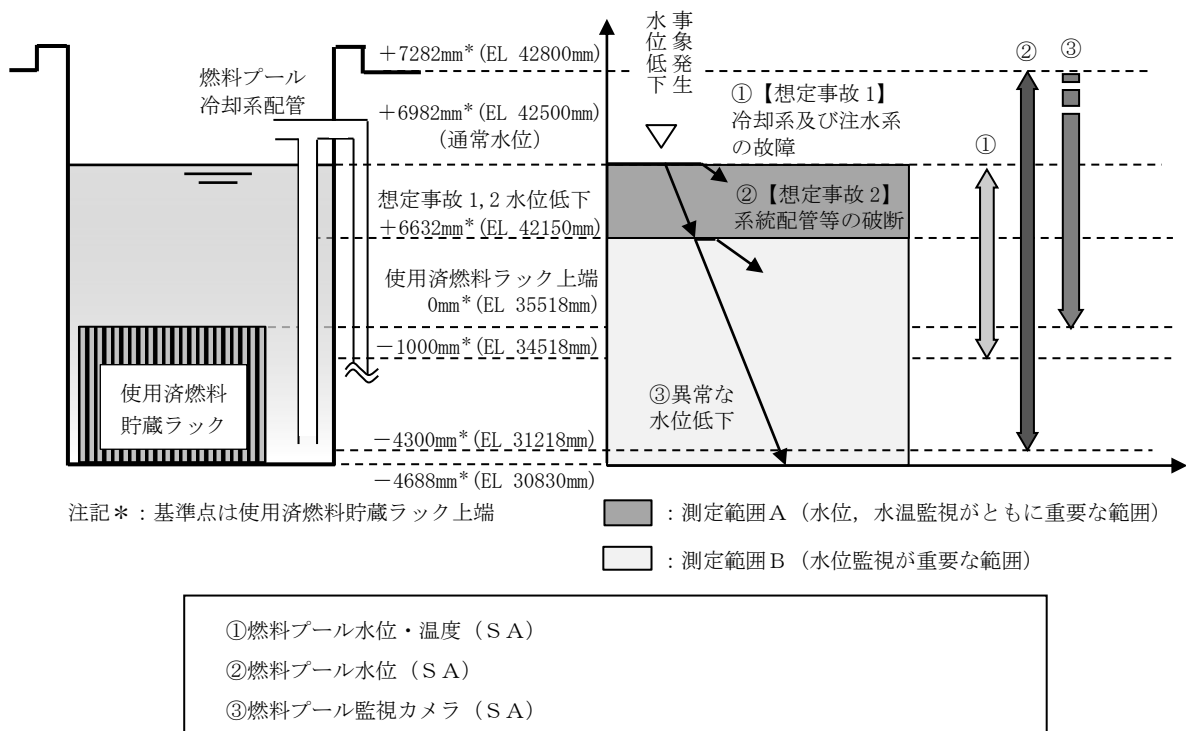 燃料プール
冷却系配管
＋7282mm*(EL 42800mm)
＋6982mm*(EL 42500mm)
(通常水位)
想定事故 1,2 水位低下
＋6632mm*(EL 42150mm)
使用済燃料ラック上端
0mm*(EL 35518mm)
－1000mm*(EL 34518mm)
－4300mm*(EL 31218mm)
－4688mm*(EL 30830mm)
使用済燃料
貯蔵ラック
事象発生
水位低下
①【想定事故 1】
冷却系及び注水系
の故障
②【想定事故 2】
系統配管等の破断
③異常な
水位低下
①
②
③
注記＊：基準点は使用済燃料貯蔵ラック上端
：測定範囲Ａ（水位，水温監視がともに重要な範囲）
：測定範囲Ｂ（水位監視が重要な範囲）
①燃料プール水位・温度（ＳＡ）
②燃料プール水位（ＳＡ）
③燃料プール監視カメラ（ＳＡ）